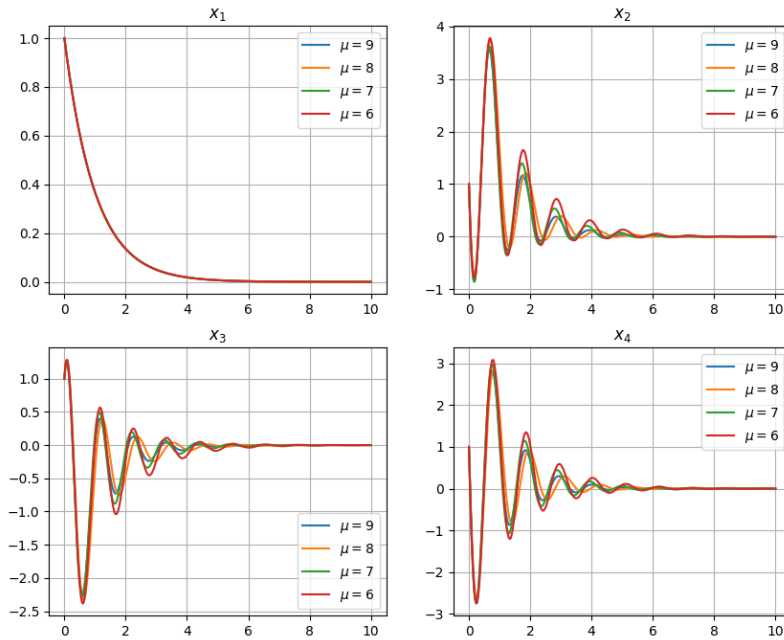 x₁
1.0
0.8
0.6
0.4
0.2
0.0
0 2 4 6 8 10
μ = 9
μ = 8
μ = 7
μ = 6
x₂
4
3
2
1
0
−1
0 2 4 6 8 10
μ = 9
μ = 8
μ = 7
μ = 6
x₃
1.0
0.5
0.0
−0.5
−1.0
−1.5
−2.0
−2.5
0 2 4 6 8 10
μ = 9
μ = 8
μ = 7
μ = 6
x₄
3
2
1
0
−1
−2
−3
0 2 4 6 8 10
μ = 9
μ = 8
μ = 7
μ = 6